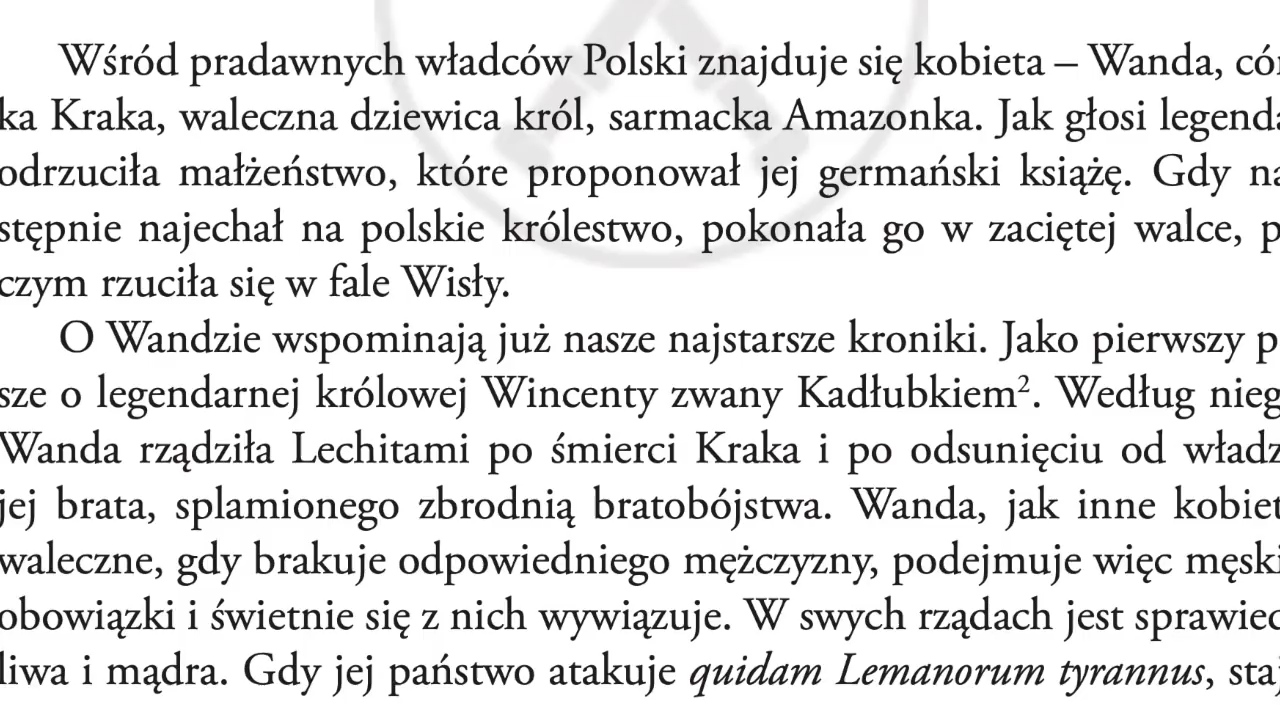 Wśród pradawnych władców Polski znajduje się kobieta – Wanda, cór
ka Kraka, waleczna dziewica król, sarmacka Amazonka. Jak głosi legenda
odrzuciła małżeństwo, które proponował jej germański książę. Gdy na
stępnie najechał na polskie królestwo, pokonała go w zaciętej walce, p
czym rzuciła się w fale Wisły.
O Wandzie wspominają już nasze najstarsze kroniki. Jako pierwszy p
sze o legendarnej królowej Wincenty zwany Kadłubkiem². Według nieg
Wanda rządziła Lechitami po śmierci Kraka i po odsunięciu od władz
jej brata, splamionego zbrodnią bratobójstwa. Wanda, jak inne kobiet
waleczne, gdy brakuje odpowiedniego mężczyzny, podejmuje więc męski
obowiązki i świetnie się z nich wywiązuje. W swych rządach jest sprawied
liwa i mądra. Gdy jej państwo atakuje quidam Lemanorum tyrannus, staj